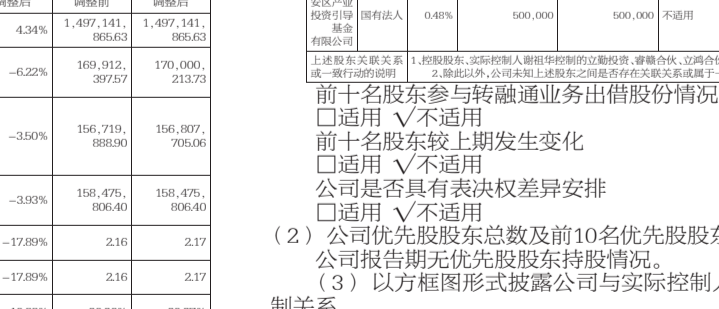 调整后 调整前 调整后
4.34% 1,497,141,865.63 1,497,141,865.63
-6.22% 169,912,397.57 170,000,213.73
-3.50% 156,719,888.90 156,807,705.06
-3.93% 158,475,806.40 158,475,806.40
-17.89% 2.16 2.17
-17.89% 2.16 2.17
安区产业
投资引导 国有法人 0.48% 500,000 500,000 不适用
基金
有限公司
上述股东关联关系 1、控股股东、实际控制人谢祖华控制的立勤投资、睿赣合伙、立鸿合伙
或一致行动的说明 2、除此以外,公司未知上述股东之间是否存在关联关系或属于一
前十名股东参与转融通业务出借股份情况
□适用 √不适用
前十名股东较上期发生变化
□适用 √不适用
公司是否具有表决权差异安排
□适用 √不适用
(2)公司优先股股东总数及前10名优先股股东
公司报告期无优先股股东持股情况。
(3)以方框图形式披露公司与实际控制人
制关系